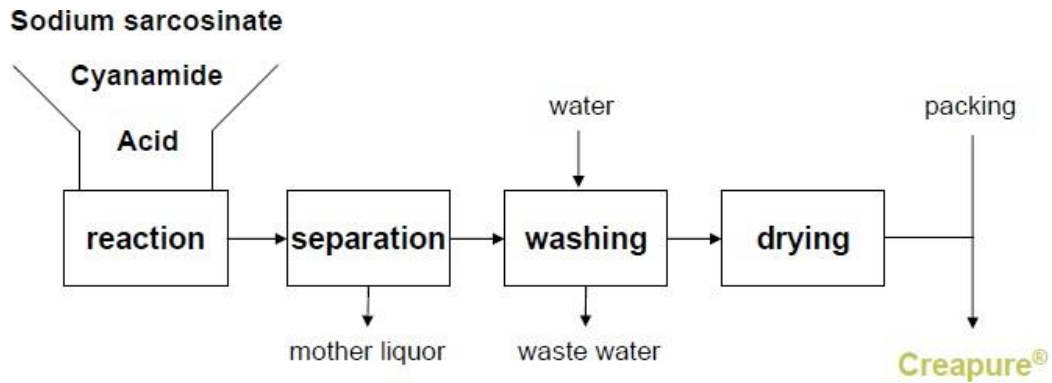 Sodium sarcosinate
Cyanamide
Acid
water
packing
reaction
separation
washing
drying
mother liquor
waste water
Creapure®